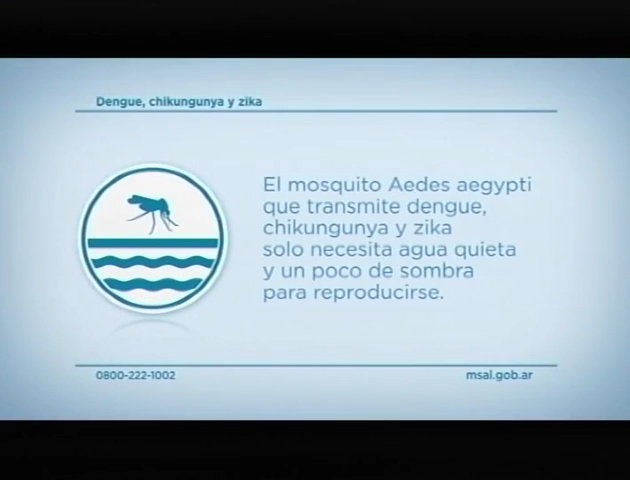 Dengue, chikungunya y zika
El mosquito Aedes aegypti
que transmite dengue,
chikungunya y zika
solo necesita agua quieta
y un poco de sombra
para reproducirse.
0800-222-1002
msal.gob.ar